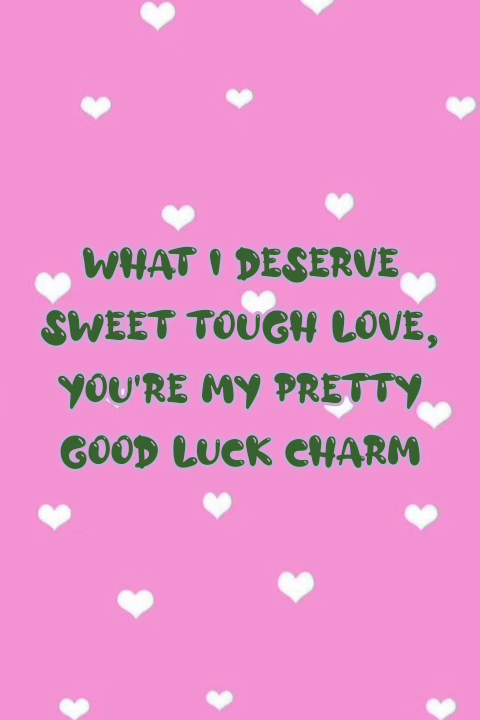 WHAT I DESERVE
SWEET TOUGH LOVE,
YOU'RE MY PRETTY
GOOD LUCK CHARM